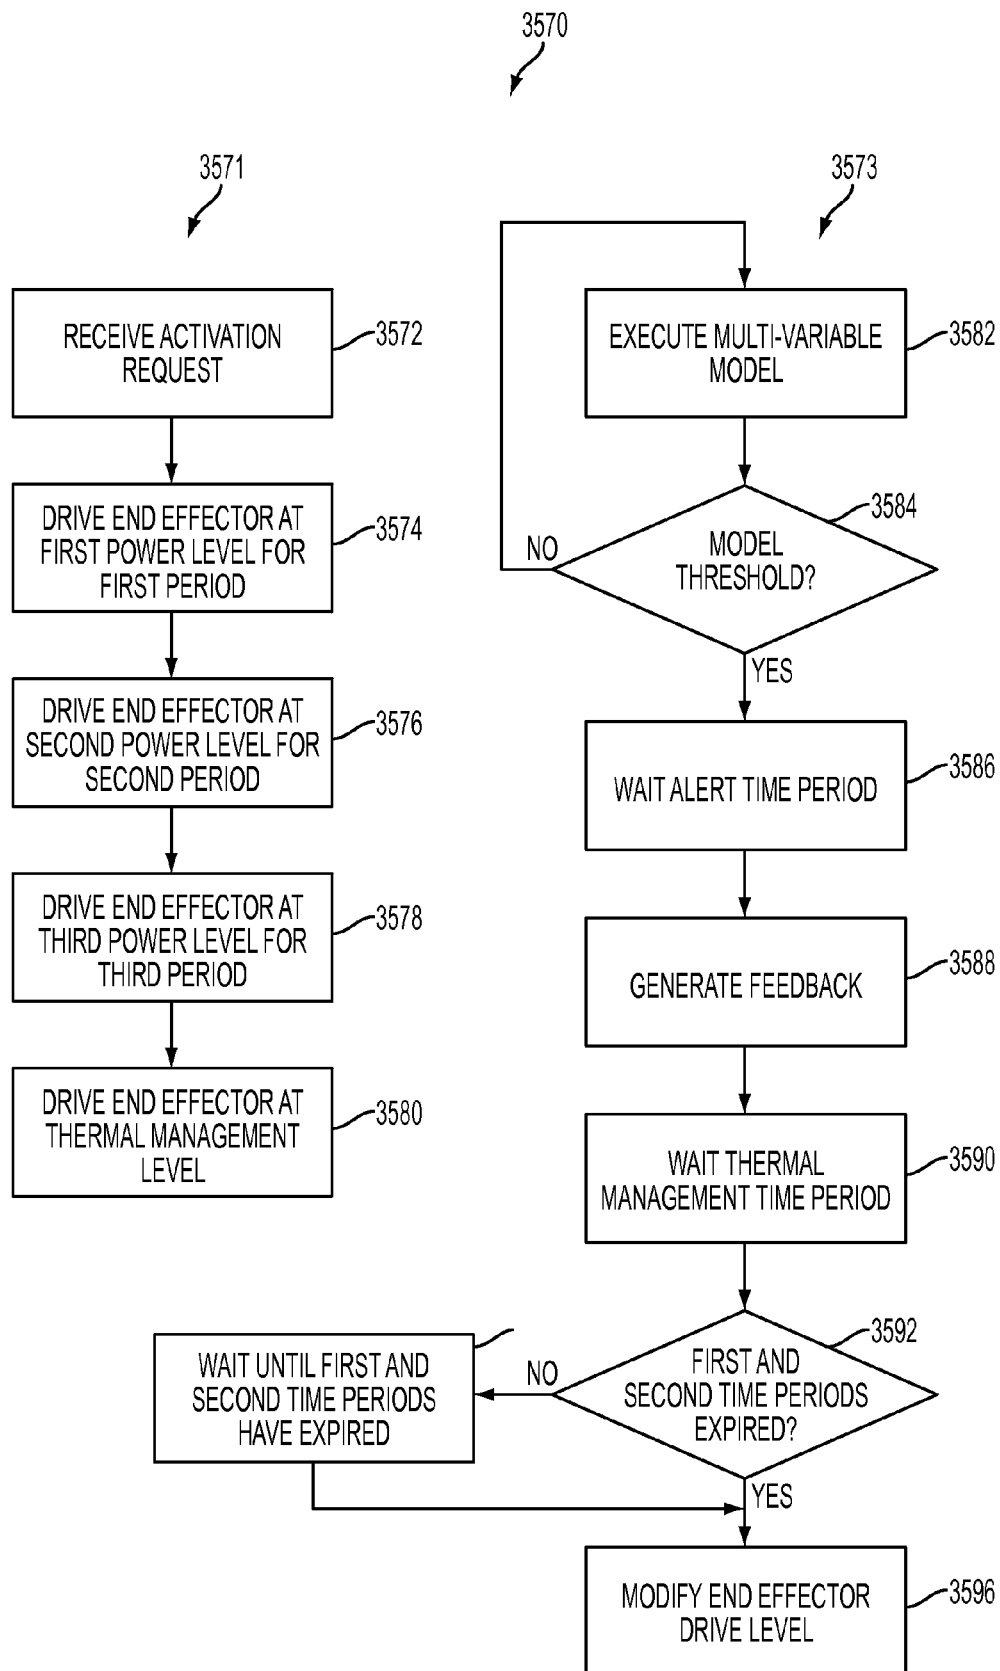 3570
3571
RECEIVE ACTIVATION
REQUEST
3572
DRIVE END EFFECTOR AT
FIRST POWER LEVEL FOR
FIRST PERIOD
3574
DRIVE END EFFECTOR AT
SECOND POWER LEVEL FOR
SECOND PERIOD
3576
DRIVE END EFFECTOR AT
THIRD POWER LEVEL FOR
THIRD PERIOD
3578
DRIVE END EFFECTOR AT
THERMAL MANAGEMENT
LEVEL
3580
3573
EXECUTE MULTI-VARIABLE
MODEL
3582
MODEL
THRESHOLD?
3584
NO
YES
WAIT ALERT TIME PERIOD
3586
GENERATE FEEDBACK
3588
WAIT THERMAL
MANAGEMENT TIME PERIOD
3590
FIRST AND
SECOND TIME PERIODS
EXPIRED?
3592
NO
WAIT UNTIL FIRST AND
SECOND TIME PERIODS
HAVE EXPIRED
YES
MODIFY END EFFECTOR
DRIVE LEVEL
3596